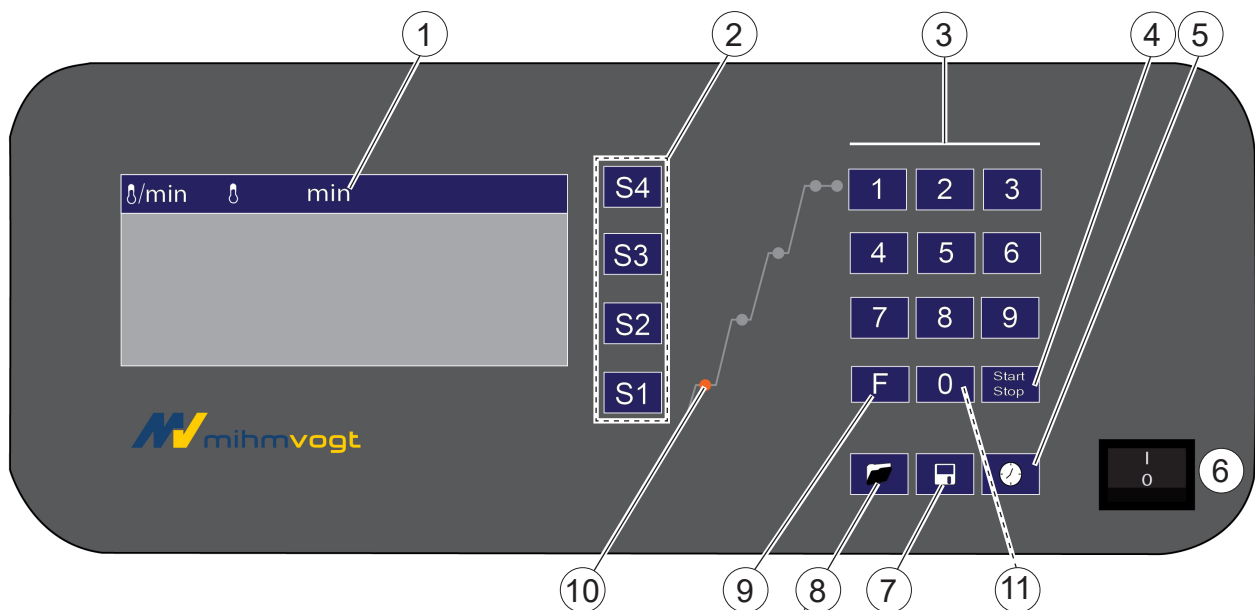 1 2 3 4 5
/min min
S4
S3
S2
S1
1 2 3
4 5 6
7 8 9
F 0 Start
Stop
I
0
6
mihmvogt
10 9 8 7 11